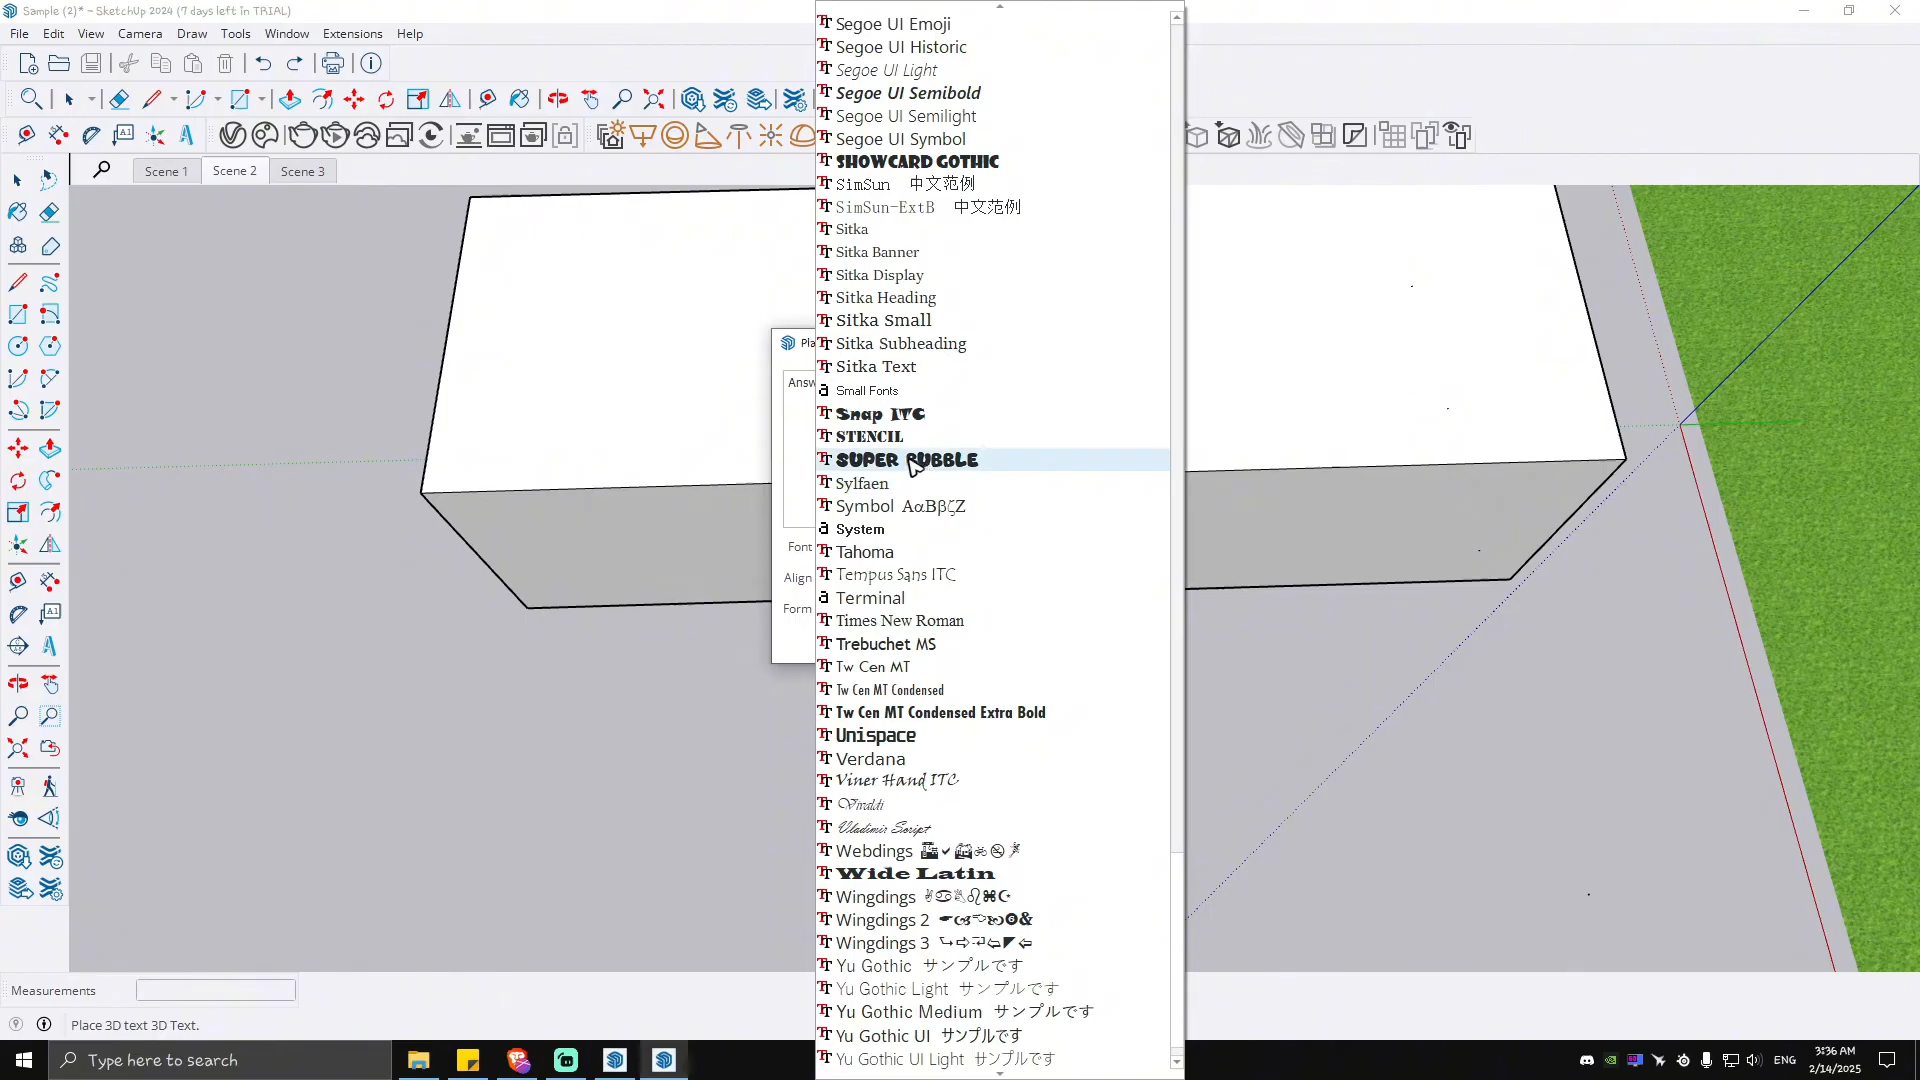 Sample (2)* - SketchUp 2024 (7 days left in TRIAL)
File Edit View Camera Draw Tools Window Extensions Help
Scene 1 Scene 2 Scene 3
Segoe UI Emoji
Segoe UI Historic
Segoe UI Light
Segoe UI Semibold
Segoe UI Semilight
Segoe UI Symbol
SHOWCARD GOTHIC
SimSun 中文范例
SimSun-ExtB 中文范例
Sitka
Sitka Banner
Sitka Display
Sitka Heading
Sitka Small
Sitka Subheading
Sitka Text
Small Fonts
Snap ITC
STENCIL
SUPER BUBBLE
Sylfaen
Symbol ΑαΒβζΖ
System
Tahoma
Tempus Sans ITC
Terminal
Times New Roman
Trebuchet MS
Tw Cen MT
Tw Cen MT Condensed
Tw Cen MT Condensed Extra Bold
Unispace
Verdana
Viner Hand ITC
Vivaldi
Vladimir Script
Webdings
Wide Latin
Wingdings
Wingdings 2
Wingdings 3
Yu Gothic サンプルです
Yu Gothic Light サンプルです
Yu Gothic Medium サンプルです
Yu Gothic UI サンプルです
Yu Gothic UI Light サンプルです
Pla
Answ
Font
Align
Form
Measurements
Place 3D text 3D Text.
Type here to search
ENG
3:36 AM
2/14/2025